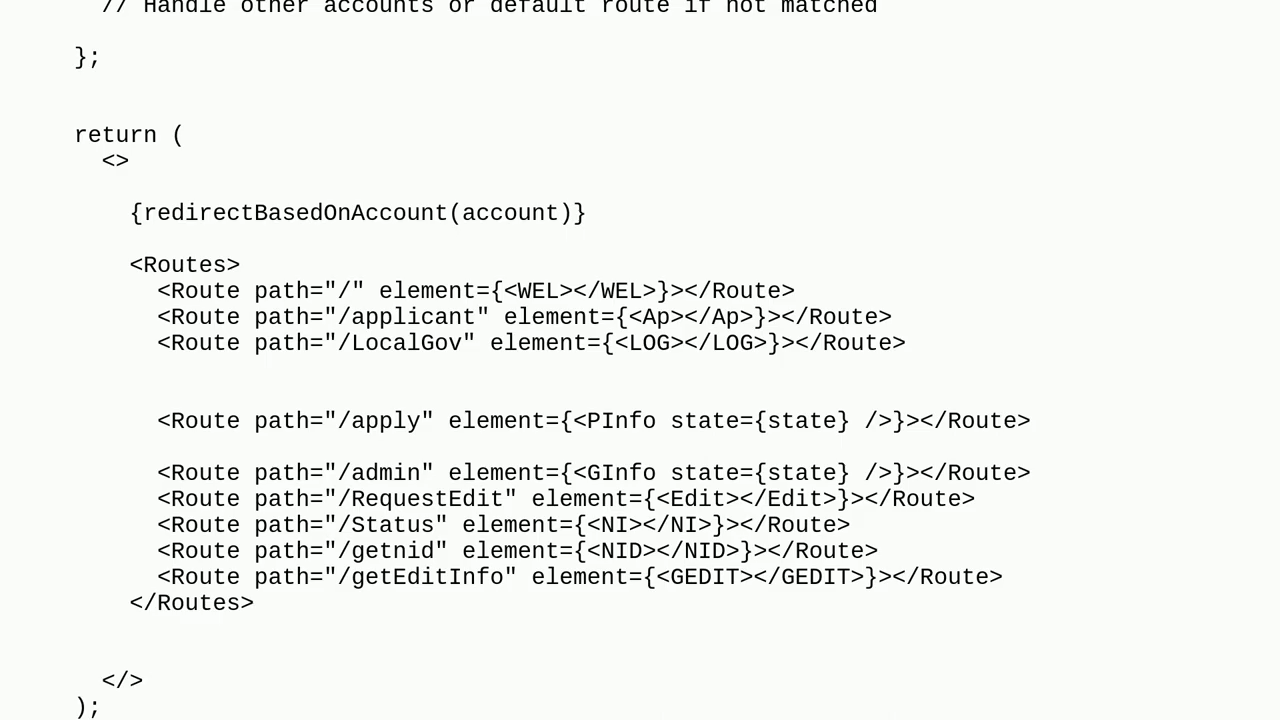 // Handle other accounts or default route if not matched
};
return (
<>
{redirectBasedOnAccount(account)}
<Routes>
<Route path="/" element={<WEL></WEL>}></Route>
<Route path="/applicant" element={<Ap></Ap>}></Route>
<Route path="/LocalGov" element={<LOG></LOG>}></Route>
<Route path="/apply" element={<PInfo state={state} />}></Route>
<Route path="/admin" element={<GInfo state={state} />}></Route>
<Route path="/RequestEdit" element={<Edit></Edit>}></Route>
<Route path="/Status" element={<NI></NI>}></Route>
<Route path="/getnid" element={<NID></NID>}></Route>
<Route path="/getEditInfo" element={<GEDIT></GEDIT>}></Route>
</Routes>
</>
);